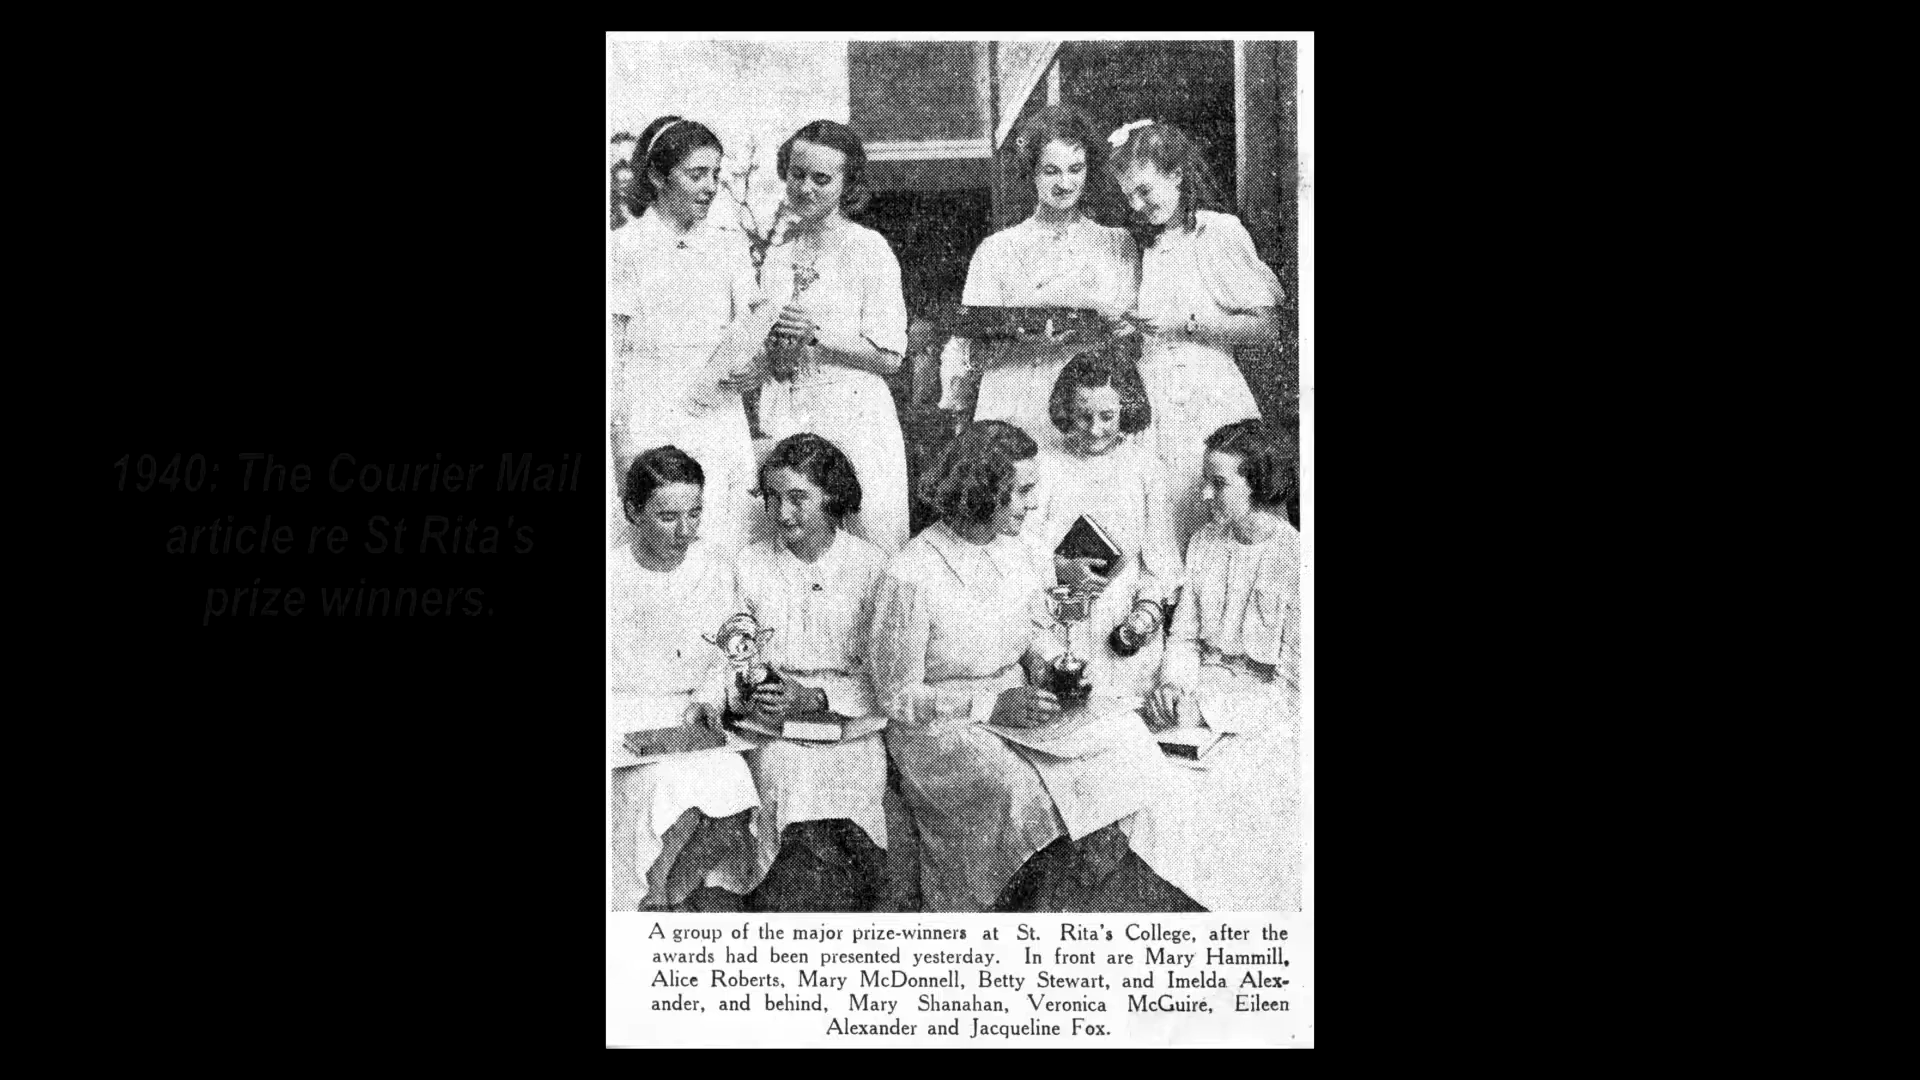 1940: The Courier Mail
article re St Rita's
prize winners.
A group of the major prize-winners at St. Rita's College, after the
awards had been presented yesterday. In front are Mary Hammill,
Alice Roberts, Mary McDonnell, Betty Stewart, and Imelda Alex-
ander, and behind, Mary Shanahan, Veronica McGuire, Eileen
Alexander and Jacqueline Fox.